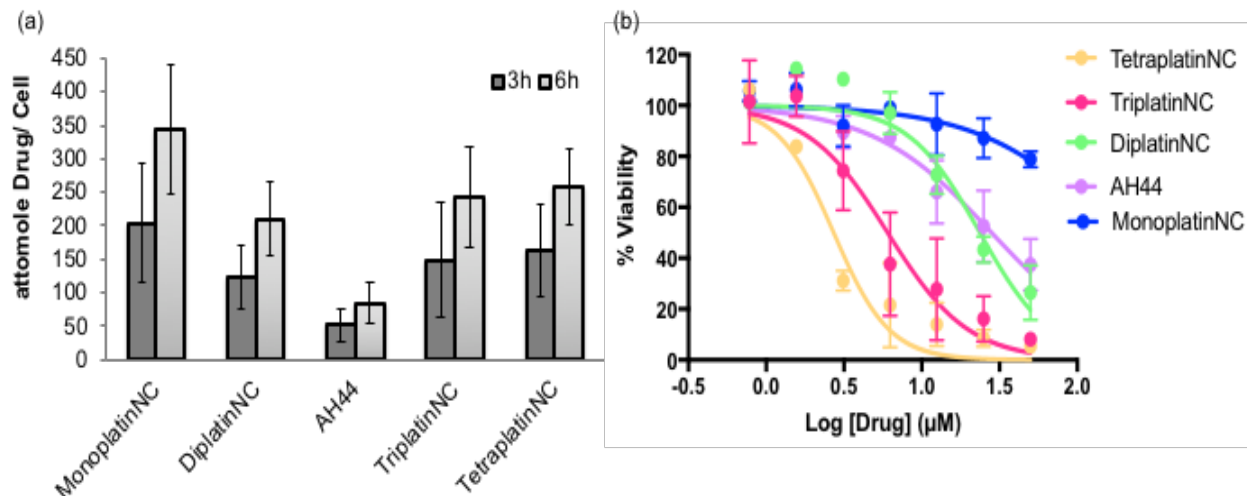 (a)
attomole Drug/ Cell
450
400
350
300
250
200
150
100
50
0
3h 6h
MonoplatinNC
DiplatinNC
AH44
TriplatinNC
TetraplatinNC
(b)
% Viability
120
100
80
60
40
20
0
-0.5 0.0 0.5 1.0 1.5 2.0
Log [Drug] (µM)
TetraplatinNC
TriplatinNC
DiplatinNC
AH44
MonoplatinNC